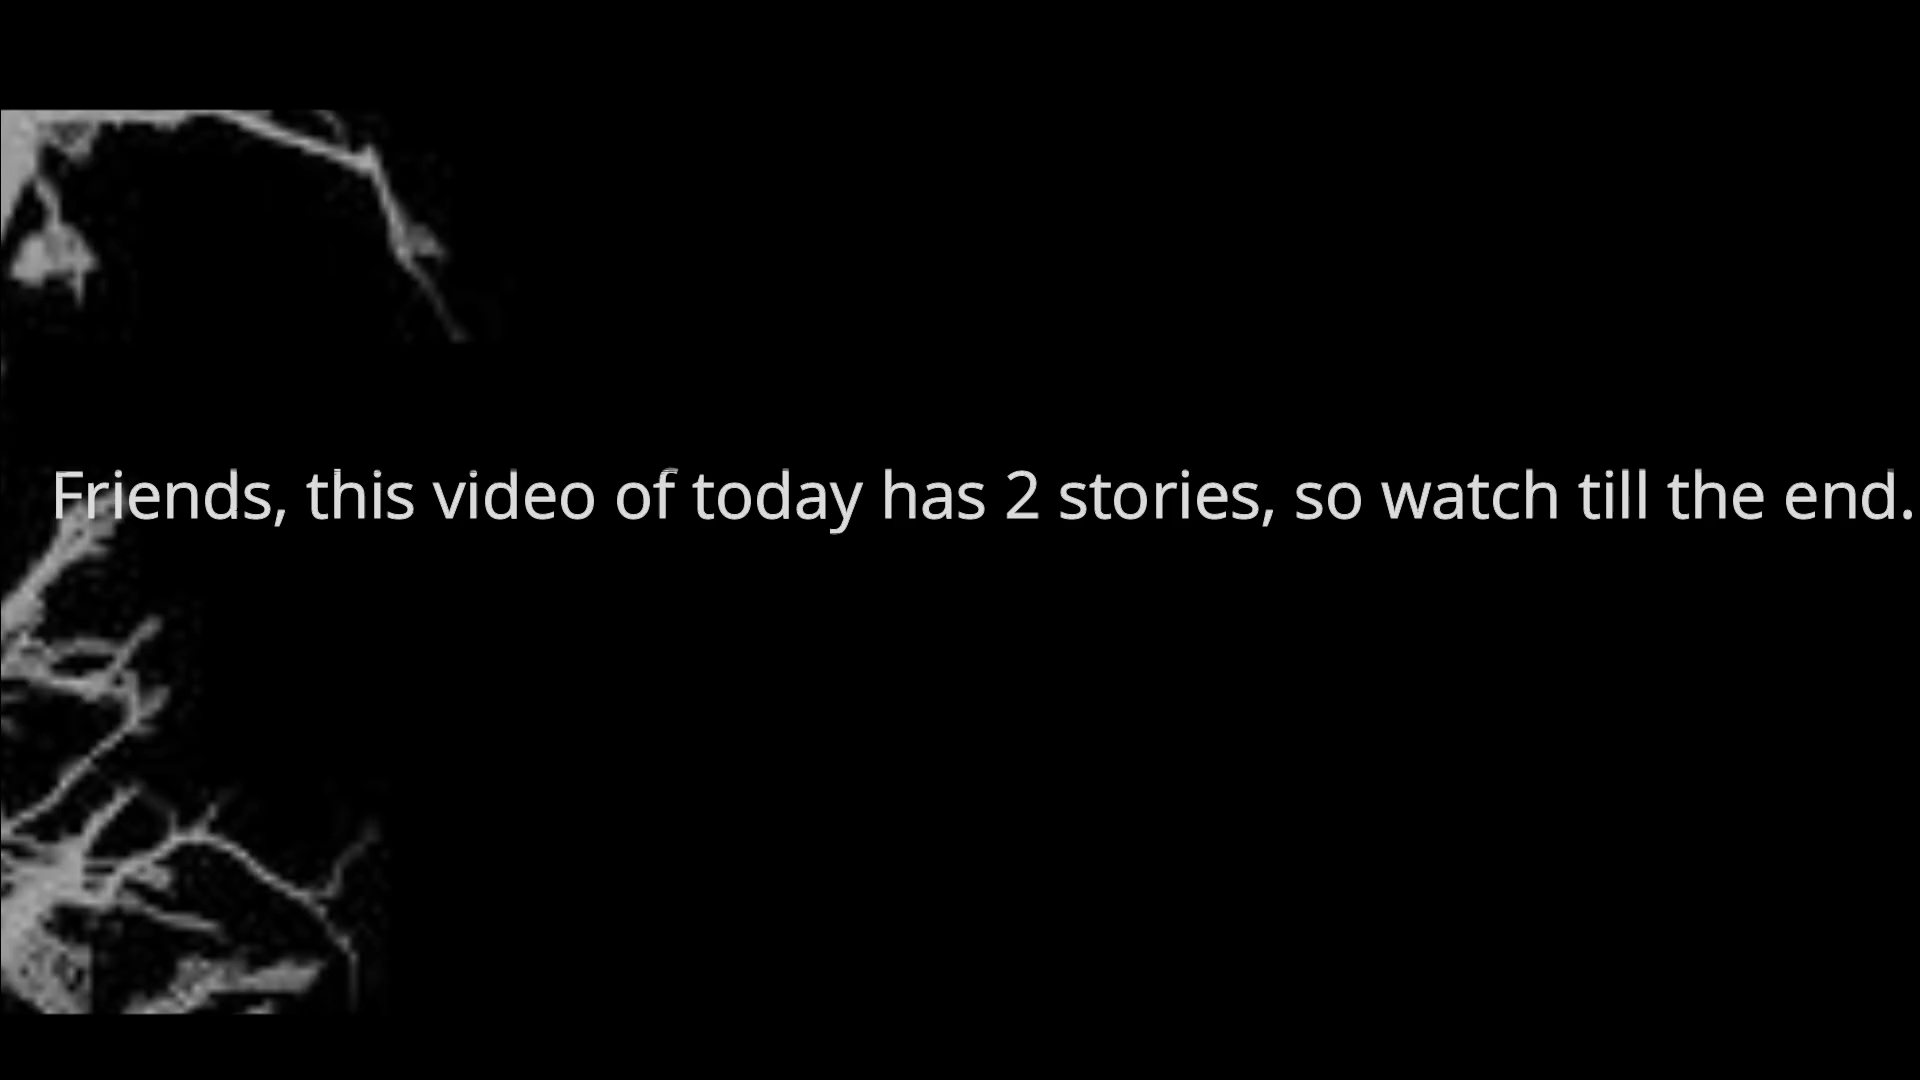 Friends, this video of today has 2 stories, so watch till the end.